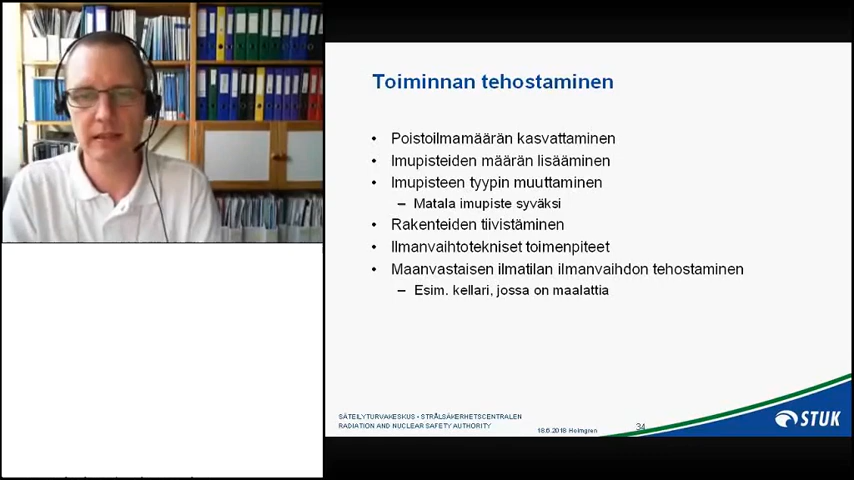 Toiminnan tehostaminen
• Poistoilmamäärän kasvattaminen
• Imupisteiden määrän lisääminen
• Imupisteen tyypin muuttaminen
– Matala imupiste syväksi
• Rakenteiden tiivistäminen
• Ilmanvaihtotekniset toimenpiteet
• Maanvastaisen ilmatilan ilmanvaihdon tehostaminen
– Esim. kellari, jossa on maalattia
SÄTEILYTURVAKESKUS • STRÅLSÄKERHETSCENTRALEN
RADIATION AND NUCLEAR SAFETY AUTHORITY
18.6.2018 Holmgren
34
STUK